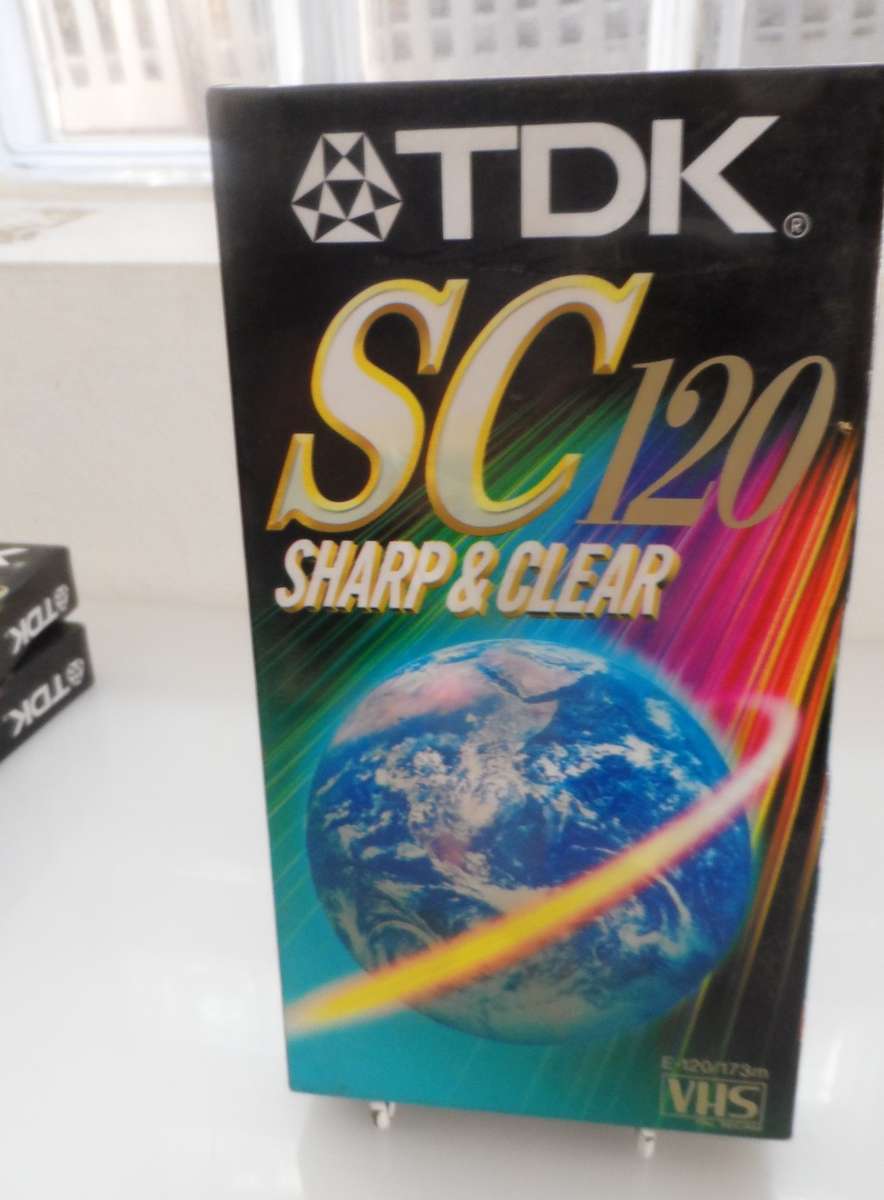 TDK®
SC120
SHARP & CLEAR
E-120/173m
VHS
TDK
TDK